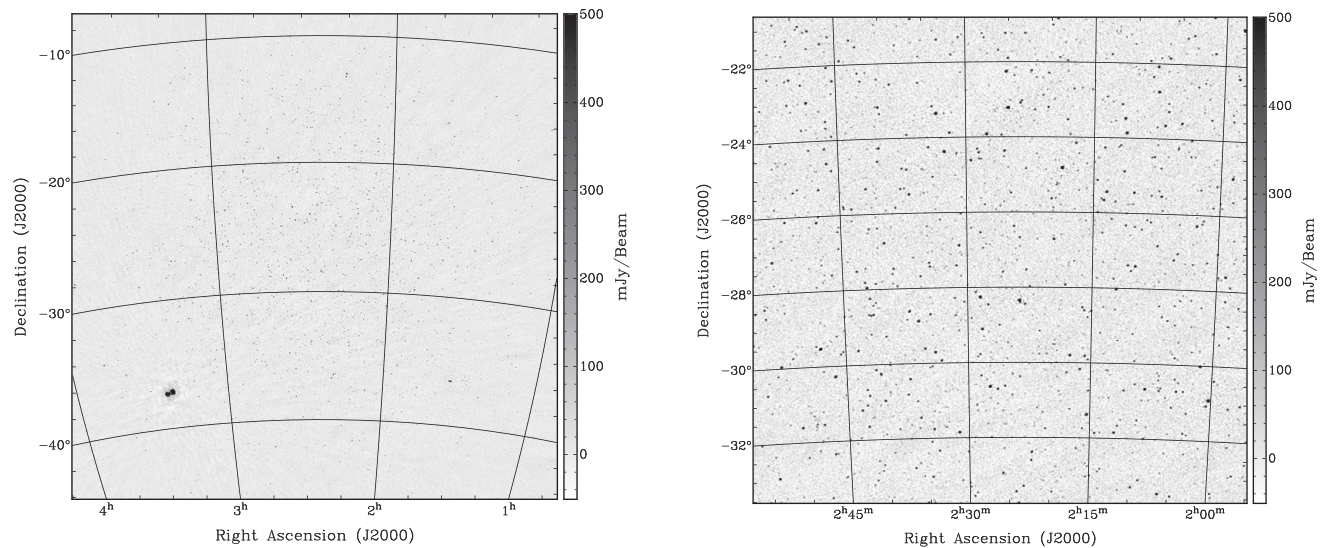 500
400
300
200
100
0
mJy/Beam
−10°
−20°
−30°
−40°
Declination (J2000)
4h
3h
2h
1h
Right Ascension (J2000)
500
400
300
200
100
0
mJy/Beam
−22°
−24°
−26°
−28°
−30°
−32°
Declination (J2000)
2h45m
2h30m
2h15m
2h00m
Right Ascension (J2000)